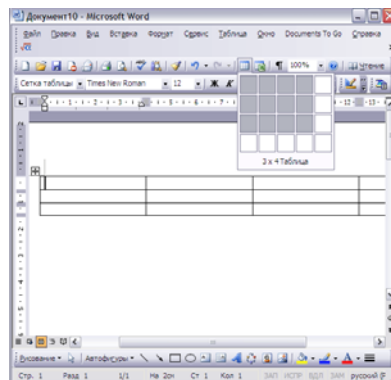 Документ10 - Microsoft Word
Файл Правка Вид Вставка Формат Сервис Таблица Окно Documents To Go Справка
100% Чтение
Сетка таблицы Times New Roman 12 Ж К
3 x 4 Таблица
Рисование Автофигуры
Стр. 1 Разд 1 1/1 На 2см Ст 1 Кол 1 ЗАП ИСПР ВДЛ ЗАМ русский (Р